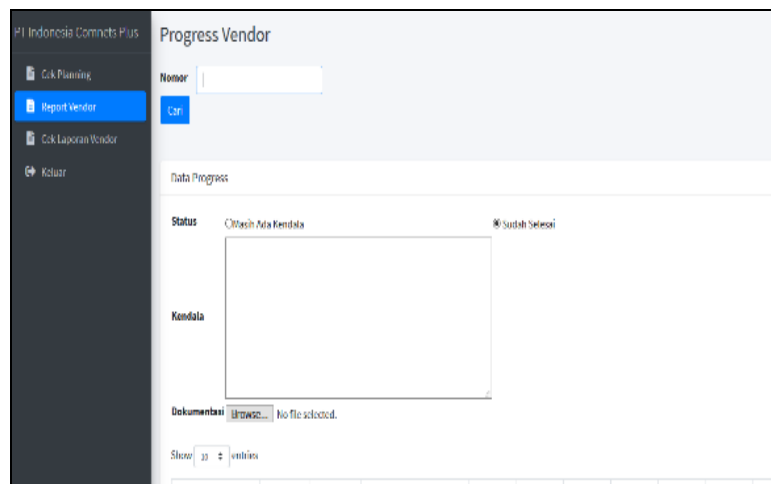 PT Indonesia Comnets Plus
Cek Planning
Report Vendor
Cek Laporan Vendor
Keluar
Progress Vendor
Nomor
Cari
Data Progress
Status Masih Ada Kendala Sudah Selesai
Kendala
Dokumentasi Browse... No file selected.
Show 10 entries